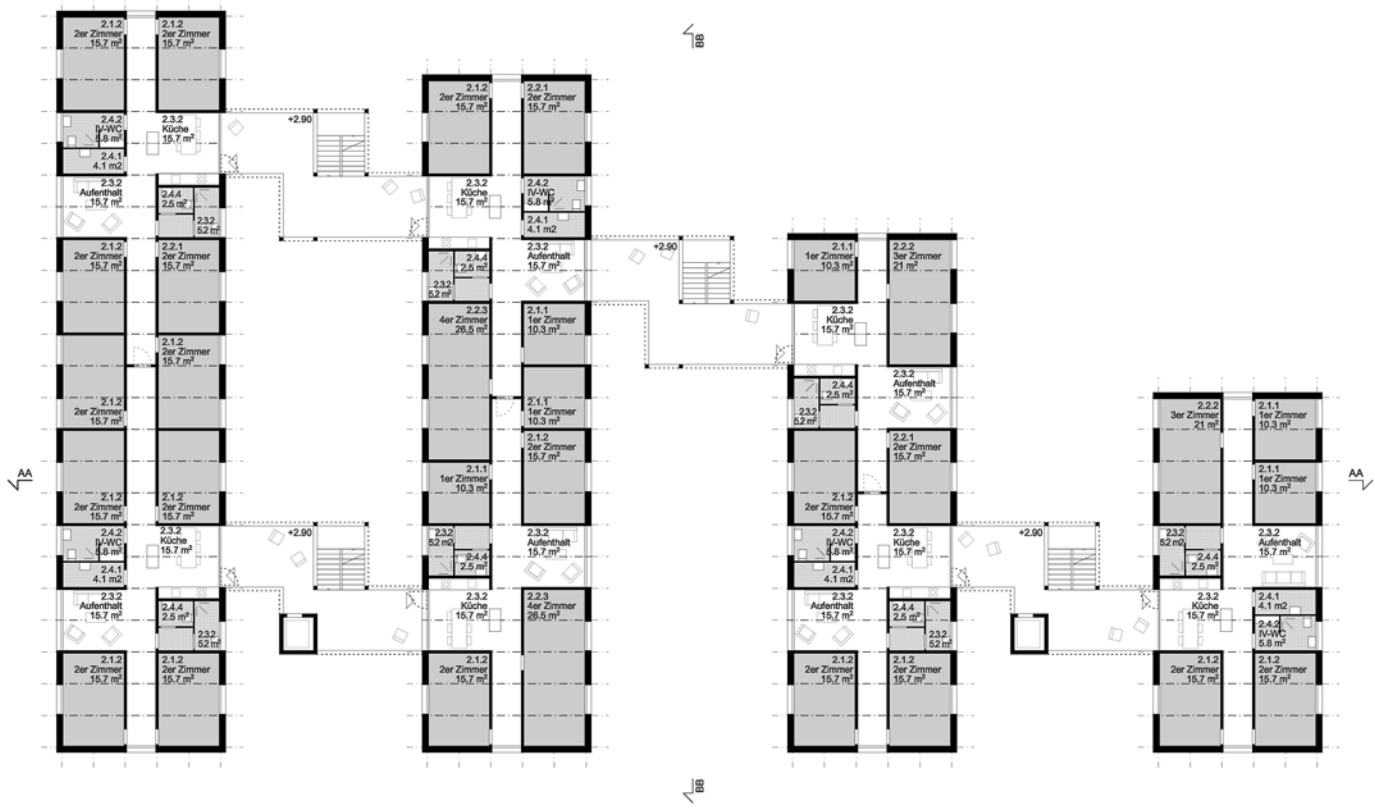 2.1.2
2er Zimmer
15.7 m²
2.1.2
2er Zimmer
15.7 m²
2.4.2
IV-WC
5.8 m²
2.3.2
Küche
15.7 m²
2.4.1
4.1 m2
2.3.2
Aufenthalt
15.7 m²
2.4.4
2.5 m²
2.3.2
5.2 m²
2.1.2
2er Zimmer
15.7 m²
2.2.1
2er Zimmer
15.7 m²
2.1.2
2er Zimmer
15.7 m²
2.1.2
2er Zimmer
15.7 m²
2.1.2
2er Zimmer
15.7 m²
2.1.2
2er Zimmer
15.7 m²
2.4.2
IV-WC
5.8 m²
2.3.2
Küche
15.7 m²
2.4.1
4.1 m2
2.3.2
Aufenthalt
15.7 m²
2.4.4
2.5 m²
2.3.2
5.2 m²
2.1.2
2er Zimmer
15.7 m²
2.1.2
2er Zimmer
15.7 m²
+2.90
+2.90
2.1.2
2er Zimmer
15.7 m²
2.2.1
2er Zimmer
15.7 m²
2.3.2
Küche
15.7 m²
2.4.2
IV-WC
5.8 m²
2.4.1
4.1 m2
2.4.4
2.5 m²
2.3.2
5.2 m²
2.3.2
Aufenthalt
15.7 m²
2.2.3
4er Zimmer
26.5 m²
2.1.1
1er Zimmer
10.3 m²
2.1.1
1er Zimmer
10.3 m²
2.1.2
2er Zimmer
15.7 m²
2.1.1
1er Zimmer
10.3 m²
2.3.2
5.2 m2
2.4.4
2.5 m²
2.3.2
Aufenthalt
15.7 m²
2.3.2
Küche
15.7 m²
2.2.3
4er Zimmer
26.5 m²
2.1.2
2er Zimmer
15.7 m²
+2.90
2.1.1
1er Zimmer
10.3 m²
2.2.2
3er Zimmer
21 m²
2.3.2
Küche
15.7 m²
2.3.2
Aufenthalt
15.7 m²
2.4.4
2.5 m²
2.3.2
5.2 m²
2.2.1
2er Zimmer
15.7 m²
2.1.2
2er Zimmer
15.7 m²
2.4.2
IV-WC
5.8 m²
2.3.2
Küche
15.7 m²
2.4.1
4.1 m2
2.3.2
Aufenthalt
15.7 m²
2.4.4
2.5 m²
2.3.2
5.2 m²
2.1.2
2er Zimmer
15.7 m²
2.1.2
2er Zimmer
15.7 m²
+2.90
2.2.2
3er Zimmer
21 m²
2.1.1
1er Zimmer
10.3 m²
2.1.1
1er Zimmer
10.3 m²
2.3.2
5.2 m2
2.4.4
2.5 m²
2.3.2
Aufenthalt
15.7 m²
2.3.2
Küche
15.7 m²
2.4.1
4.1 m2
2.4.2
IV-WC
5.8 m²
2.1.2
2er Zimmer
15.7 m²
2.1.2
2er Zimmer
15.7 m²
AA
AA
BB
BB